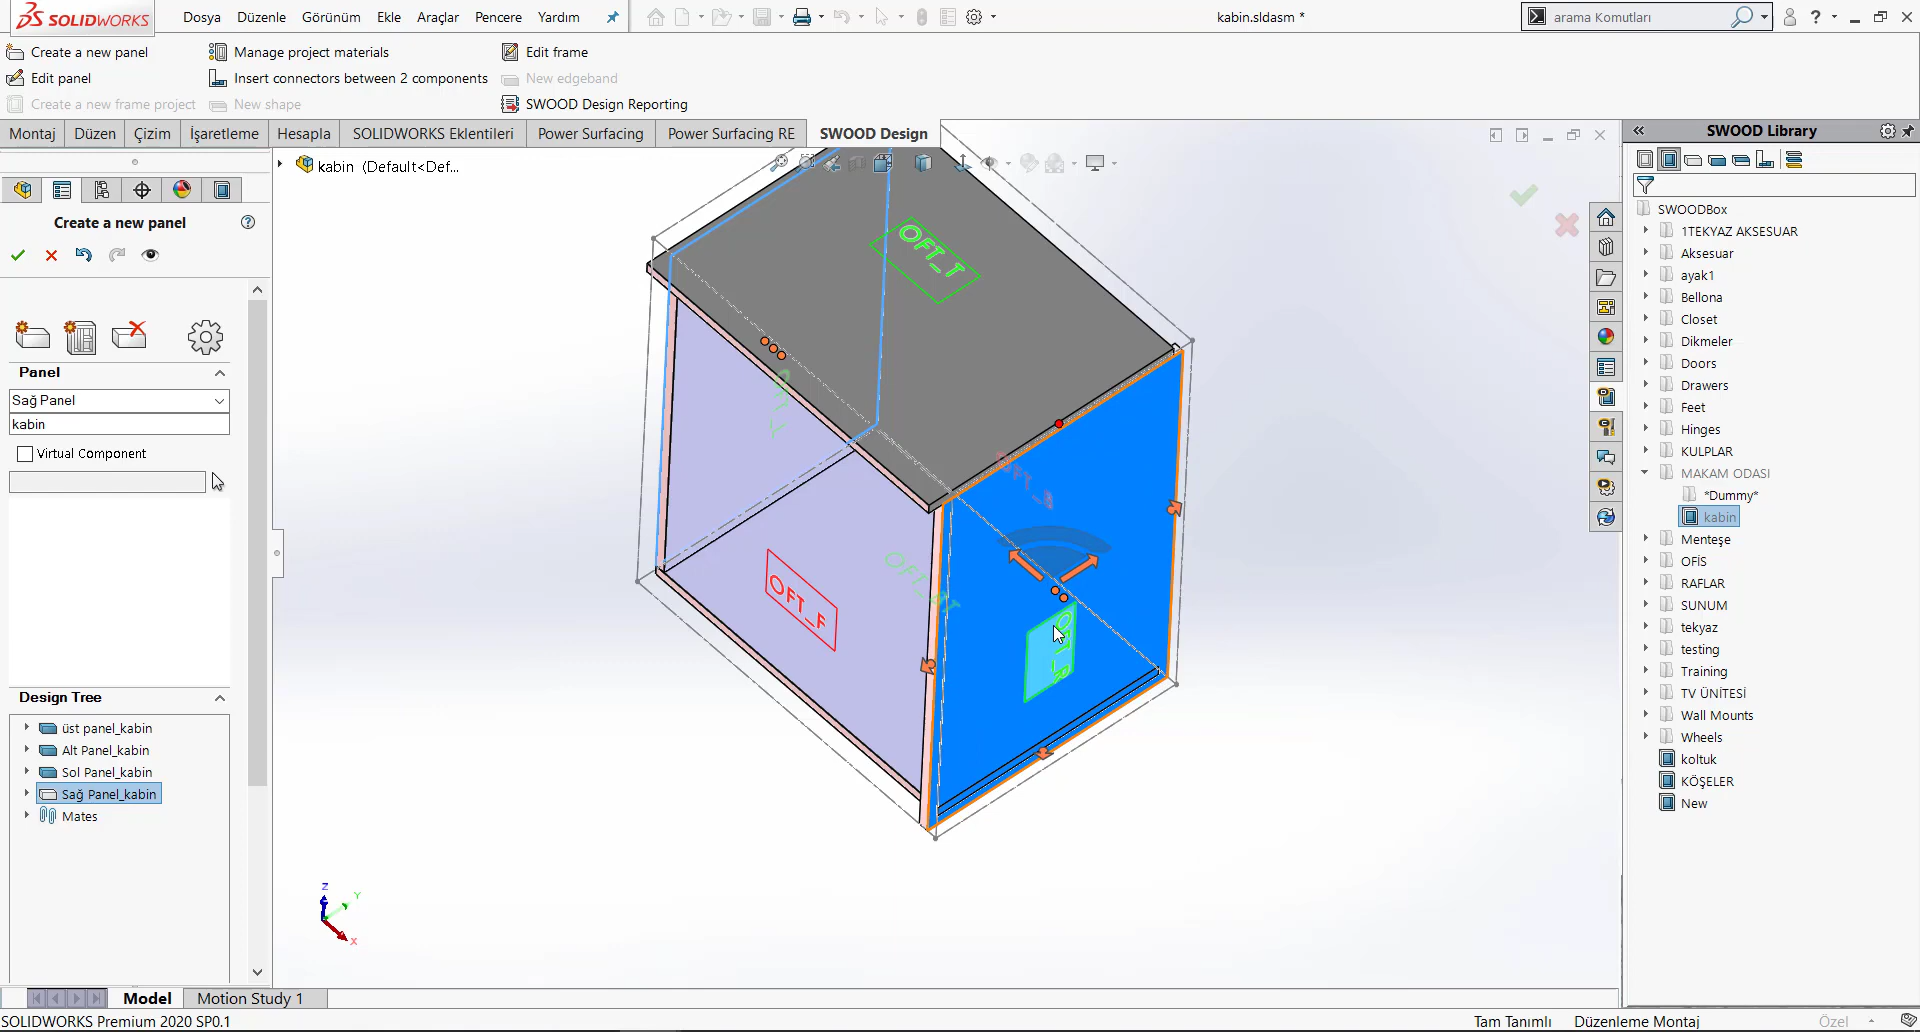 SOLIDWORKS
Dosya Düzenle Görünüm Ekle Araçlar Pencere Yardım
kabin.sldasm *
arama Komutları
Create a new panel
Manage project materials
Edit frame
Edit panel
Insert connectors between 2 components
New edgeband
Create a new frame project
New shape
SWOOD Design Reporting
Montaj Düzen Çizim İşaretleme Hesapla SOLIDWORKS Eklentileri Power Surfacing Power Surfacing RE SWOOD Design
SWOOD Library
kabin (Default<Def...
Create a new panel
Panel
Sağ Panel
kabin
Virtual Component
Design Tree
üst panel_kabin
Alt Panel_kabin
Sol Panel_kabin
Sağ Panel_kabin
Mates
OFT_T
OFT_F
OFT_R
Z
Y
X
SWOODBox
1TEKYAZ AKSESUAR
Aksesuar
ayak1
Bellona
Closet
Dikmeler
Doors
Drawers
Feet
Hinges
KULPLAR
MAKAM ODASI
*Dummy*
kabin
Menteşe
OFİS
RAFLAR
SUNUM
tekyaz
testing
Training
TV ÜNİTESİ
Wall Mounts
Wheels
koltuk
KÖŞELER
New
Model Motion Study 1
SOLIDWORKS Premium 2020 SP0.1
Tam Tanımlı Düzenleme Montaj Özel